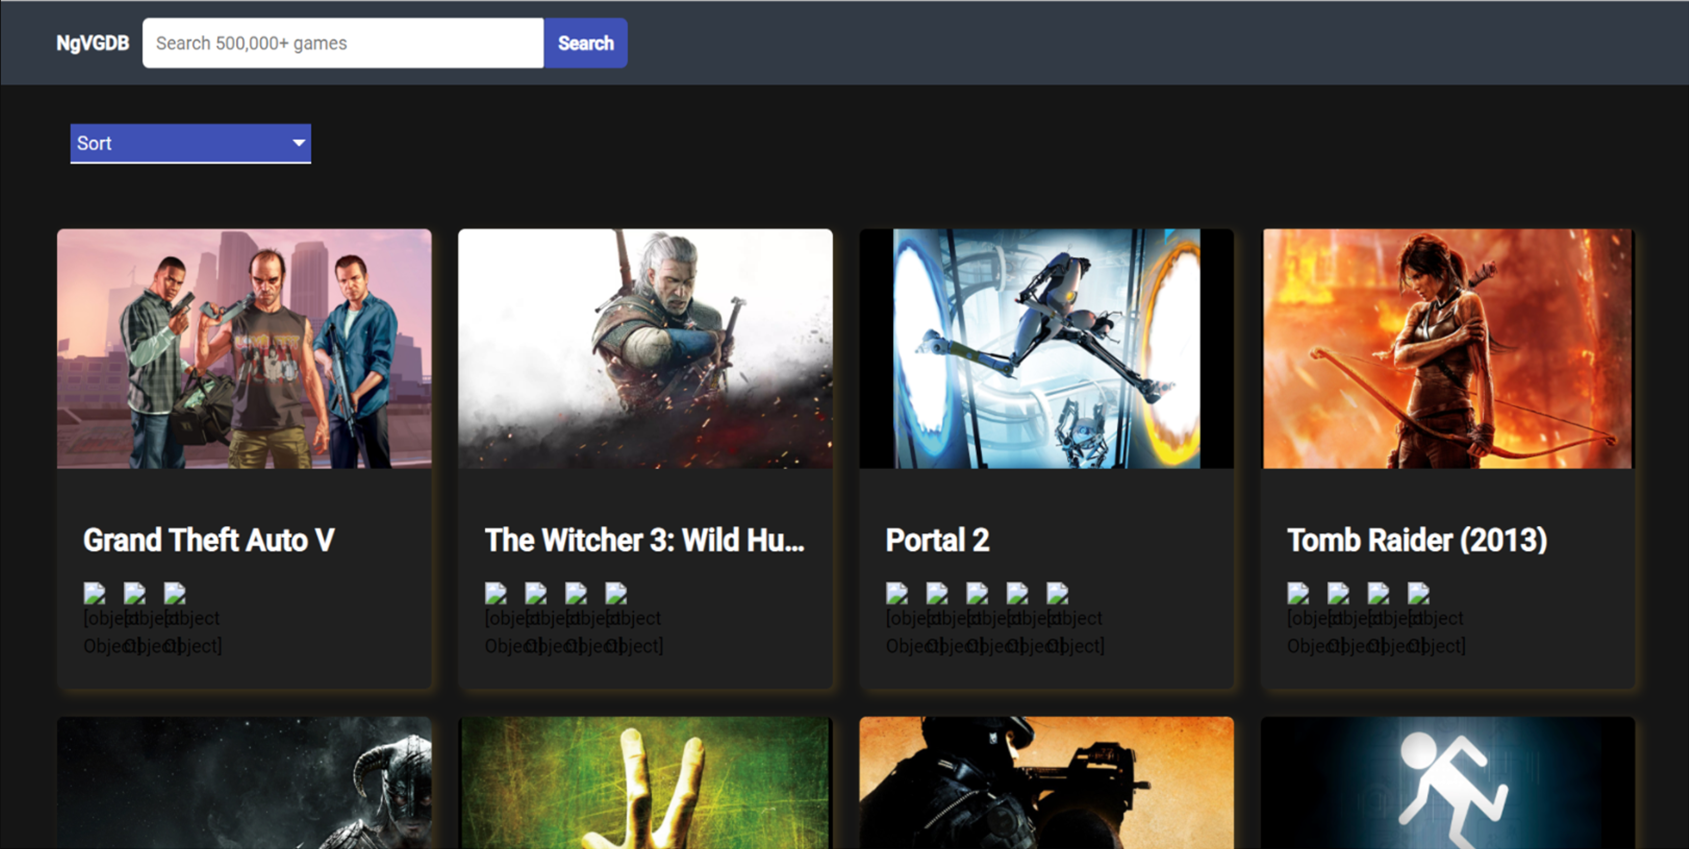 NgVGDB Search 500,000+ games Search
Sort
Grand Theft Auto V
The Witcher 3: Wild Hu...
Portal 2
Tomb Raider (2013)
[object [object [object
Object] Object] Object]
[object [object [object [object
Object] Object] Object] Object]
[object [object [object [object [object
Object] Object] Object] Object] Object]
[object [object [object [object
Object] Object] Object] Object]